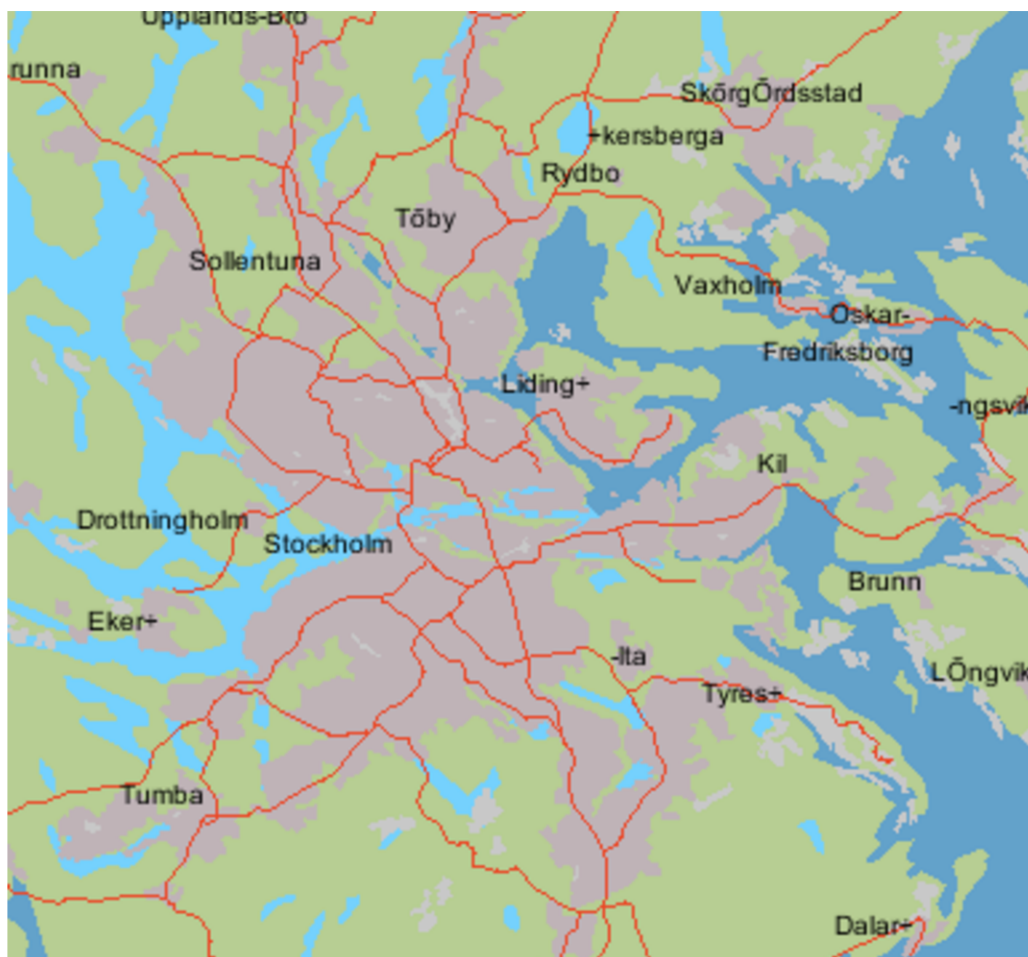 Upplands-Bro
runna
SkõrgÕrdsstad
+kersberga
Rydbo
Tõby
Sollentuna
Vaxholm
Oskar-
Fredriksborg
Liding+
-ngsvik
Kil
Drottningholm
Stockholm
Brunn
Eker+
-lta
LÕngvik
Tyres+
Tumba
Dalar+